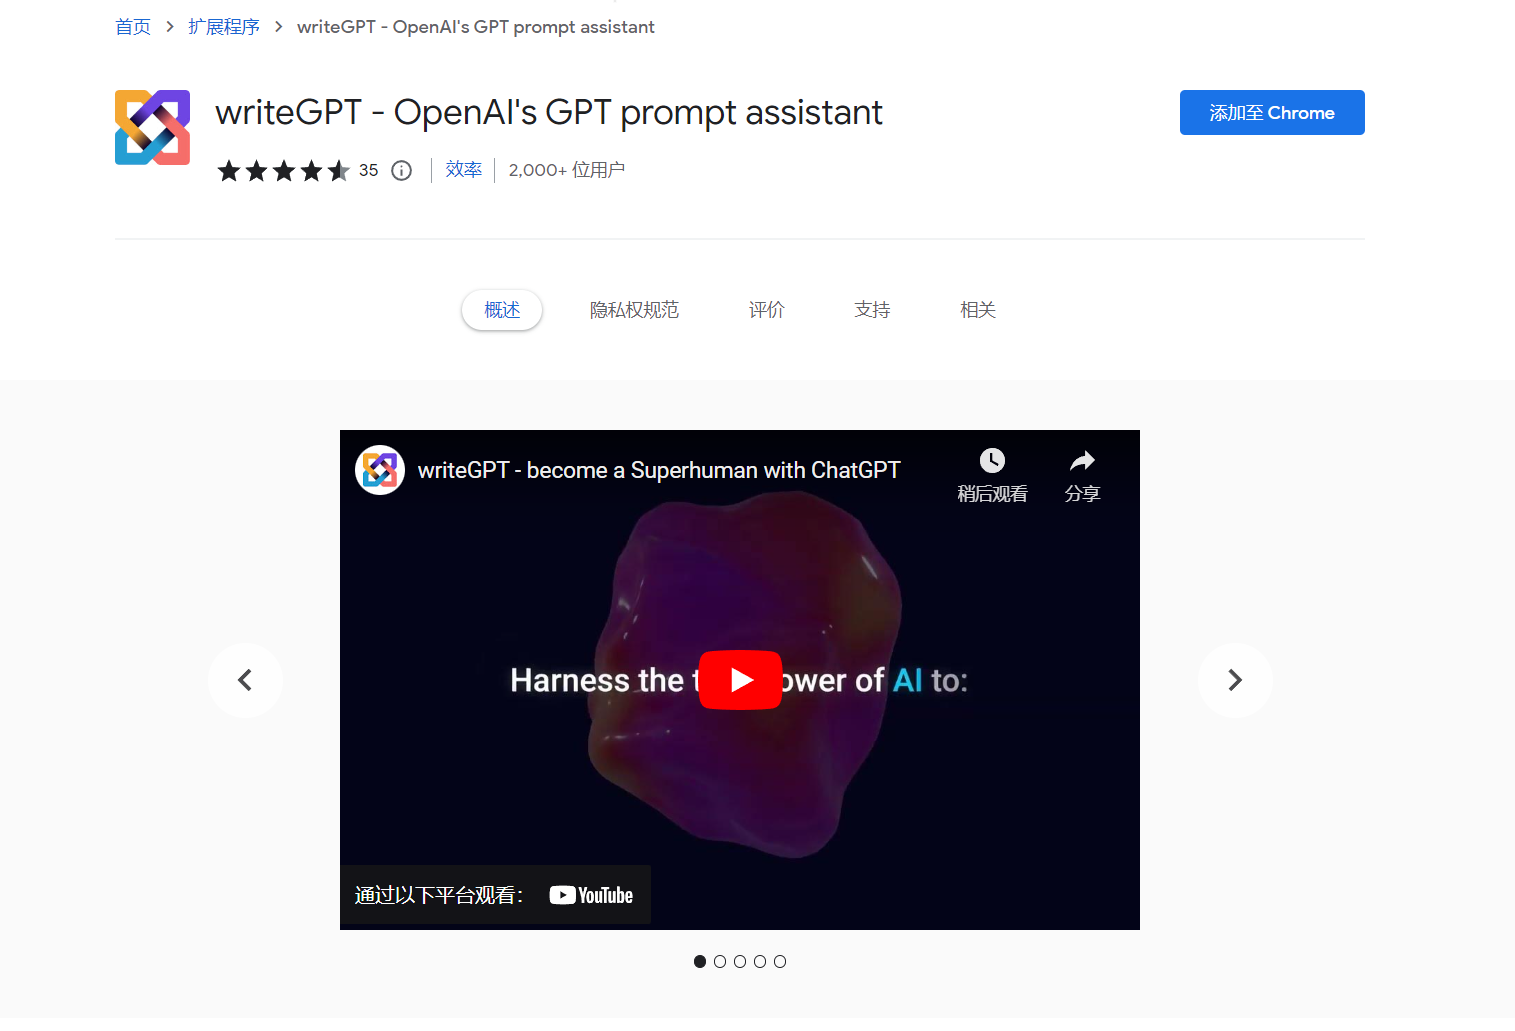 首页 > 扩展程序 > writeGPT - OpenAI's GPT prompt assistant
writeGPT - OpenAI's GPT prompt assistant
添加至 Chrome
35 效率 2,000+ 位用户
概述 隐私权规范 评价 支持 相关
writeGPT - become a Superhuman with ChatGPT
稍后观看 分享
Harness the ower of AI to:
通过以下平台观看： YouTube